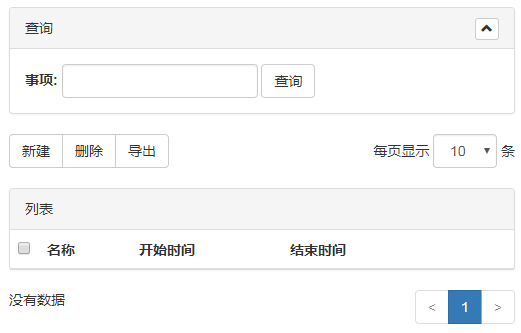 查询
事项: 查询
新建 删除 导出 每页显示 10 条
列表
名称 开始时间 结束时间
没有数据 < 1 >